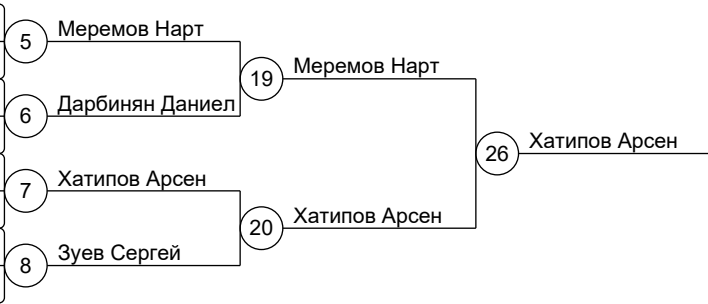 5
Меремов Нарт
19
Меремов Нарт
6
Дарбинян Даниел
26
Хатипов Арсен
7
Хатипов Арсен
20
Хатипов Арсен
8
Зуев Сергей